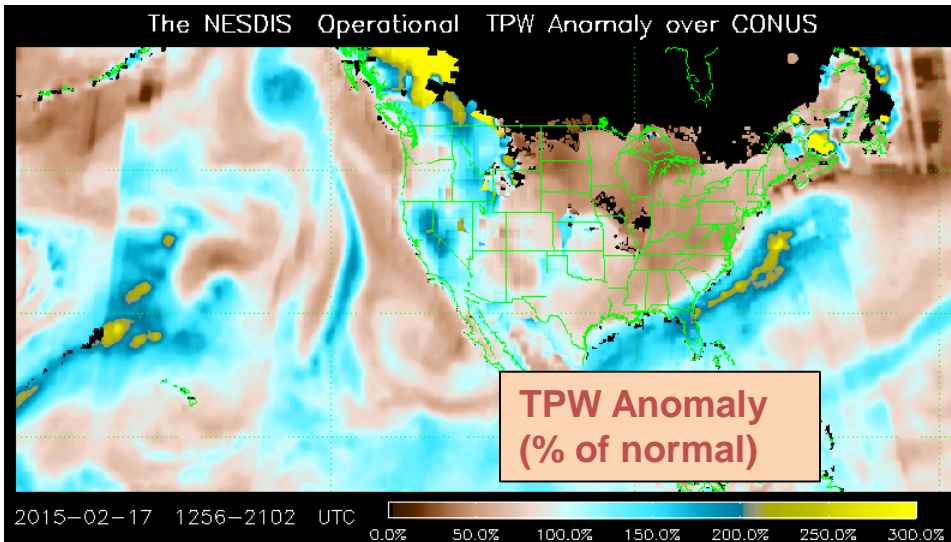 The NESDIS Operational TPW Anomaly over CONUS
TPW Anomaly
(% of normal)
2015-02-17 1256-2102 UTC
0.0% 50.0% 100.0% 150.0% 200.0% 250.0% 300.0%